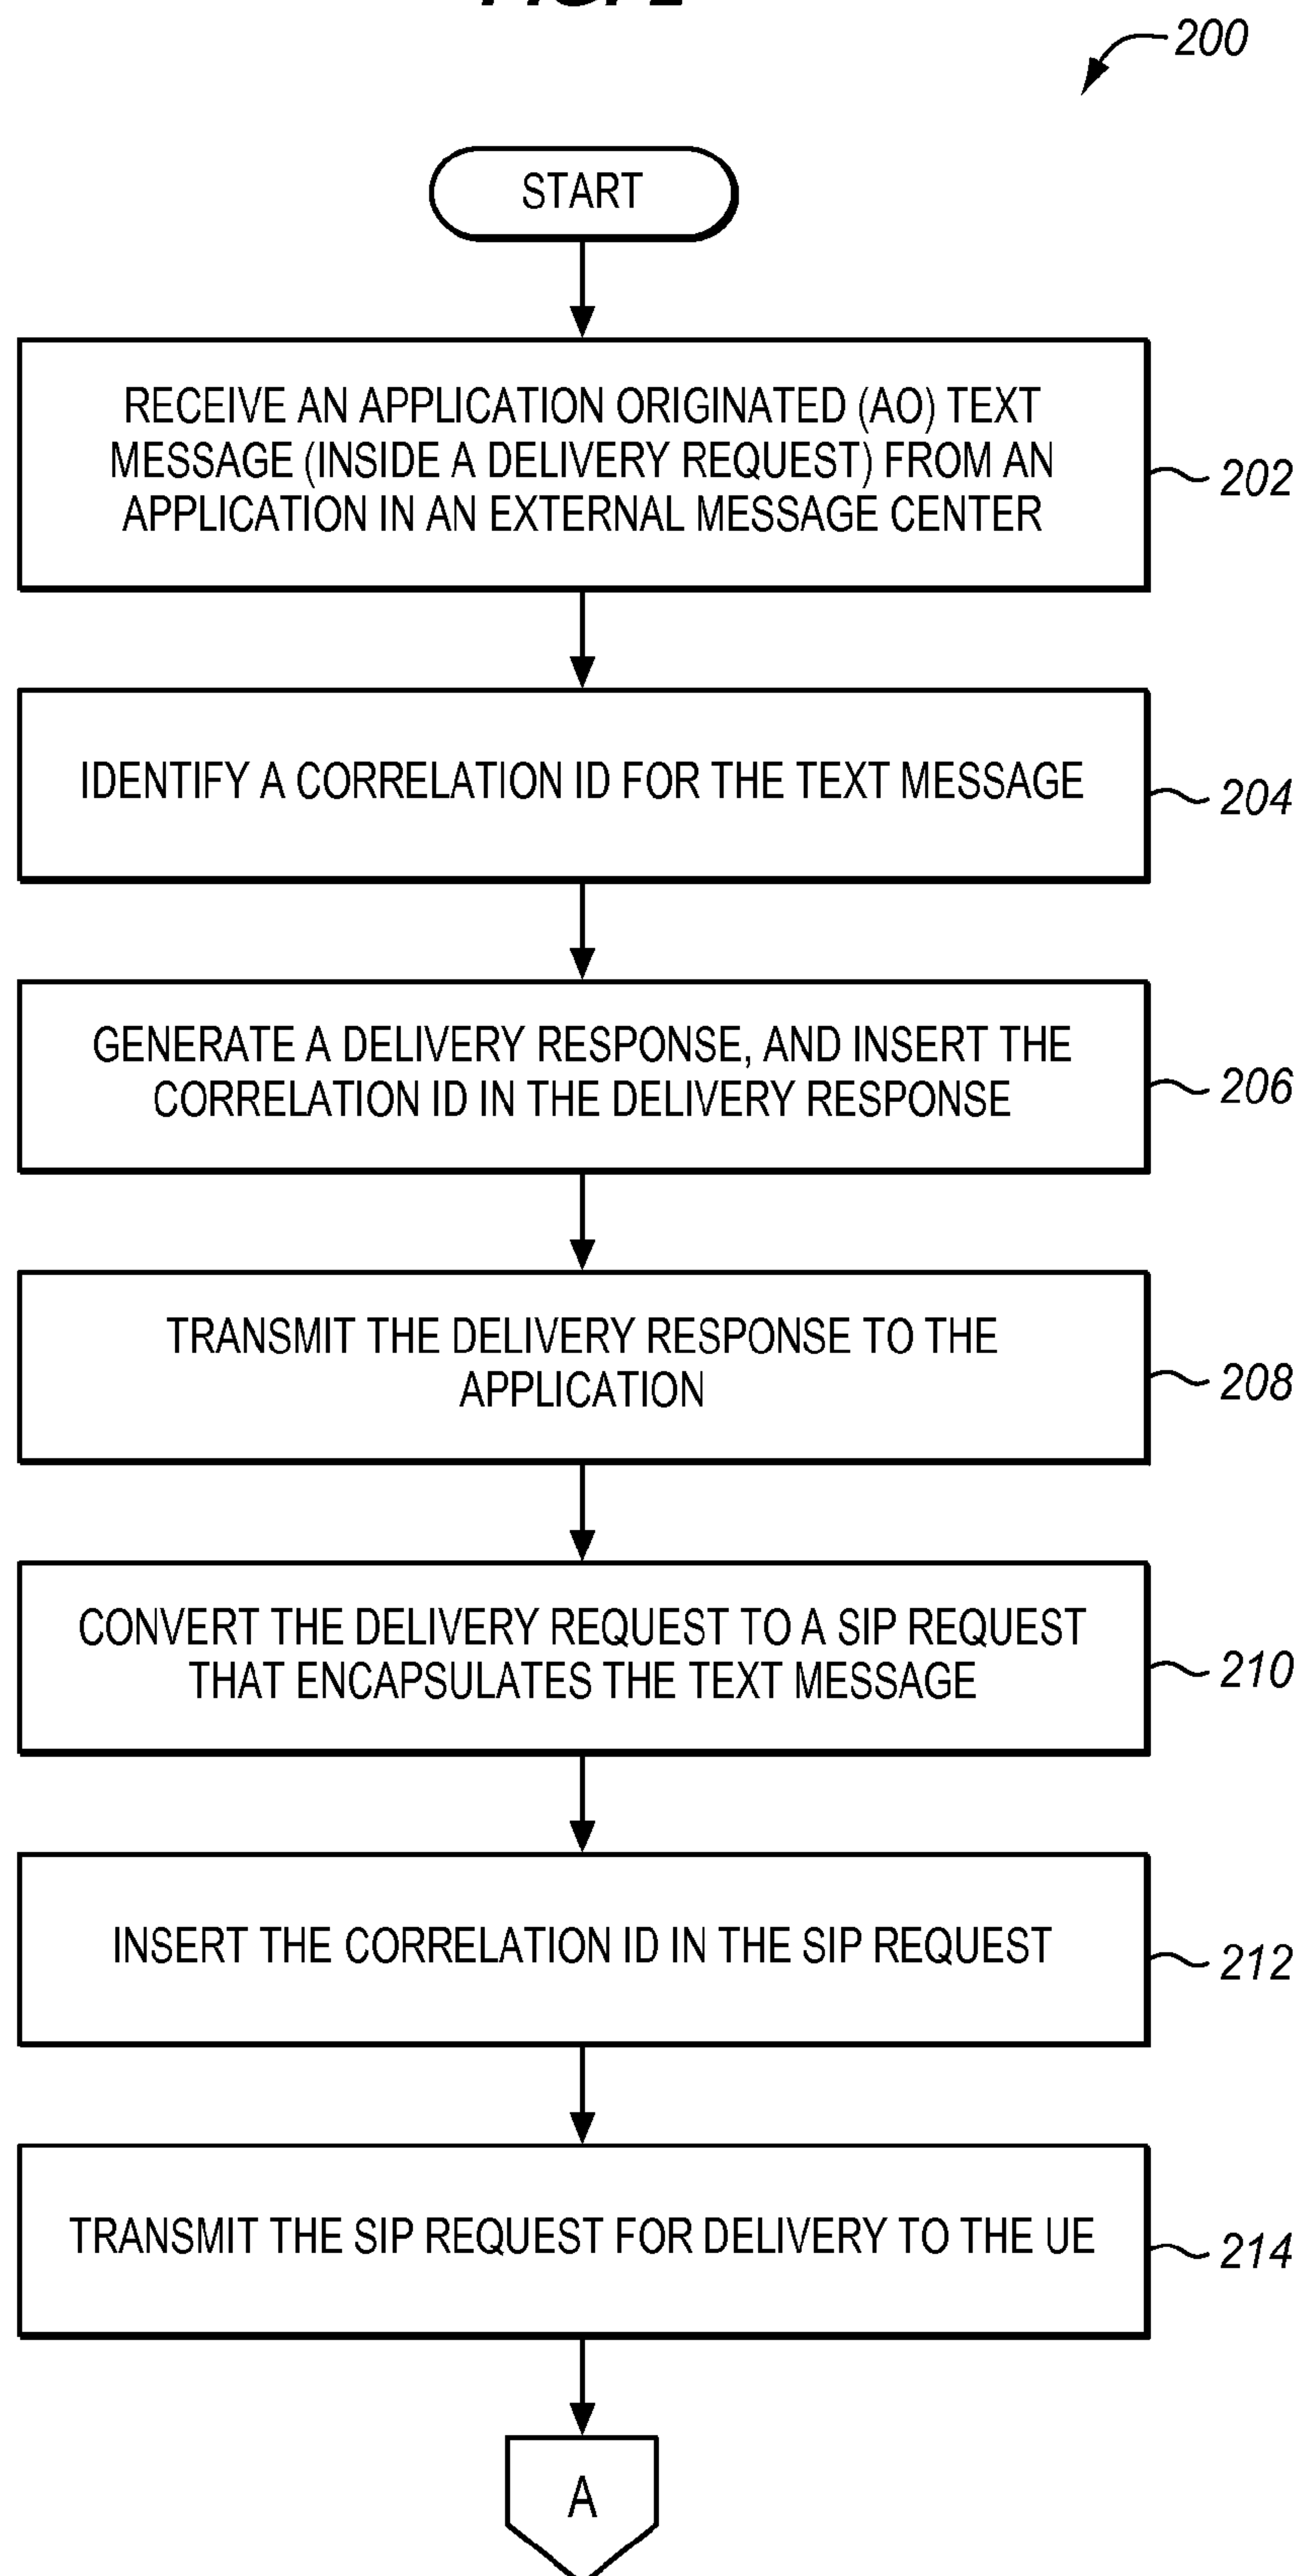 200
START
RECEIVE AN APPLICATION ORIGINATED (AO) TEXT
MESSAGE (INSIDE A DELIVERY REQUEST) FROM AN
APPLICATION IN AN EXTERNAL MESSAGE CENTER
202
IDENTIFY A CORRELATION ID FOR THE TEXT MESSAGE
204
GENERATE A DELIVERY RESPONSE, AND INSERT THE
CORRELATION ID IN THE DELIVERY RESPONSE
206
TRANSMIT THE DELIVERY RESPONSE TO THE
APPLICATION
208
CONVERT THE DELIVERY REQUEST TO A SIP REQUEST
THAT ENCAPSULATES THE TEXT MESSAGE
210
INSERT THE CORRELATION ID IN THE SIP REQUEST
212
TRANSMIT THE SIP REQUEST FOR DELIVERY TO THE UE
214
A